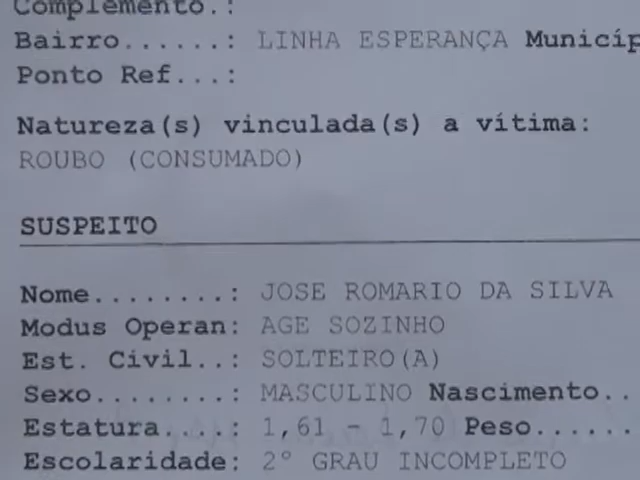 Complemento.:
Bairro......: LINHA ESPERANÇA Municíp
Ponto Ref...:
Natureza(s) vinculada(s) a vítima:
ROUBO (CONSUMADO)
SUSPEITO
Nome........: JOSE ROMARIO DA SILVA
Modus Operan: AGE SOZINHO
Est. Civil..: SOLTEIRO(A)
Sexo........: MASCULINO Nascimento..
Estatura....: 1,61 - 1,70 Peso......
Escolaridade: 2° GRAU INCOMPLETO